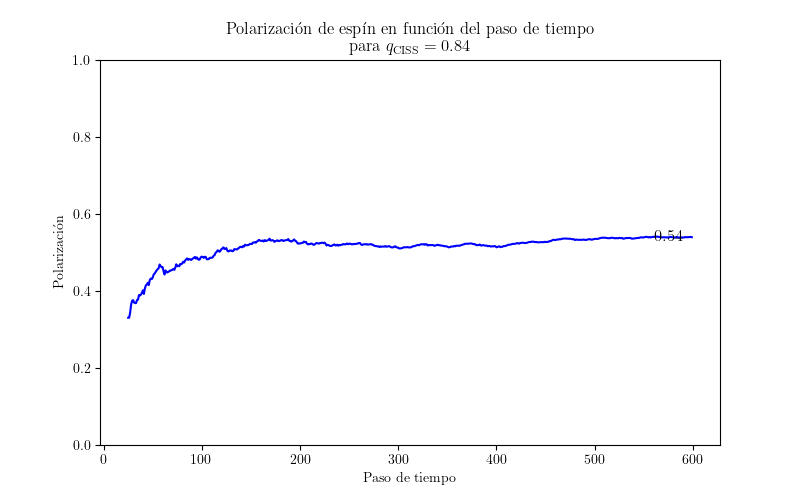 Polarización de espín en función del paso de tiempo
para q_CISS = 0.84
Polarización
1.0
0.8
0.6
0.4
0.2
0.0
0.54
0 100 200 300 400 500 600
Paso de tiempo